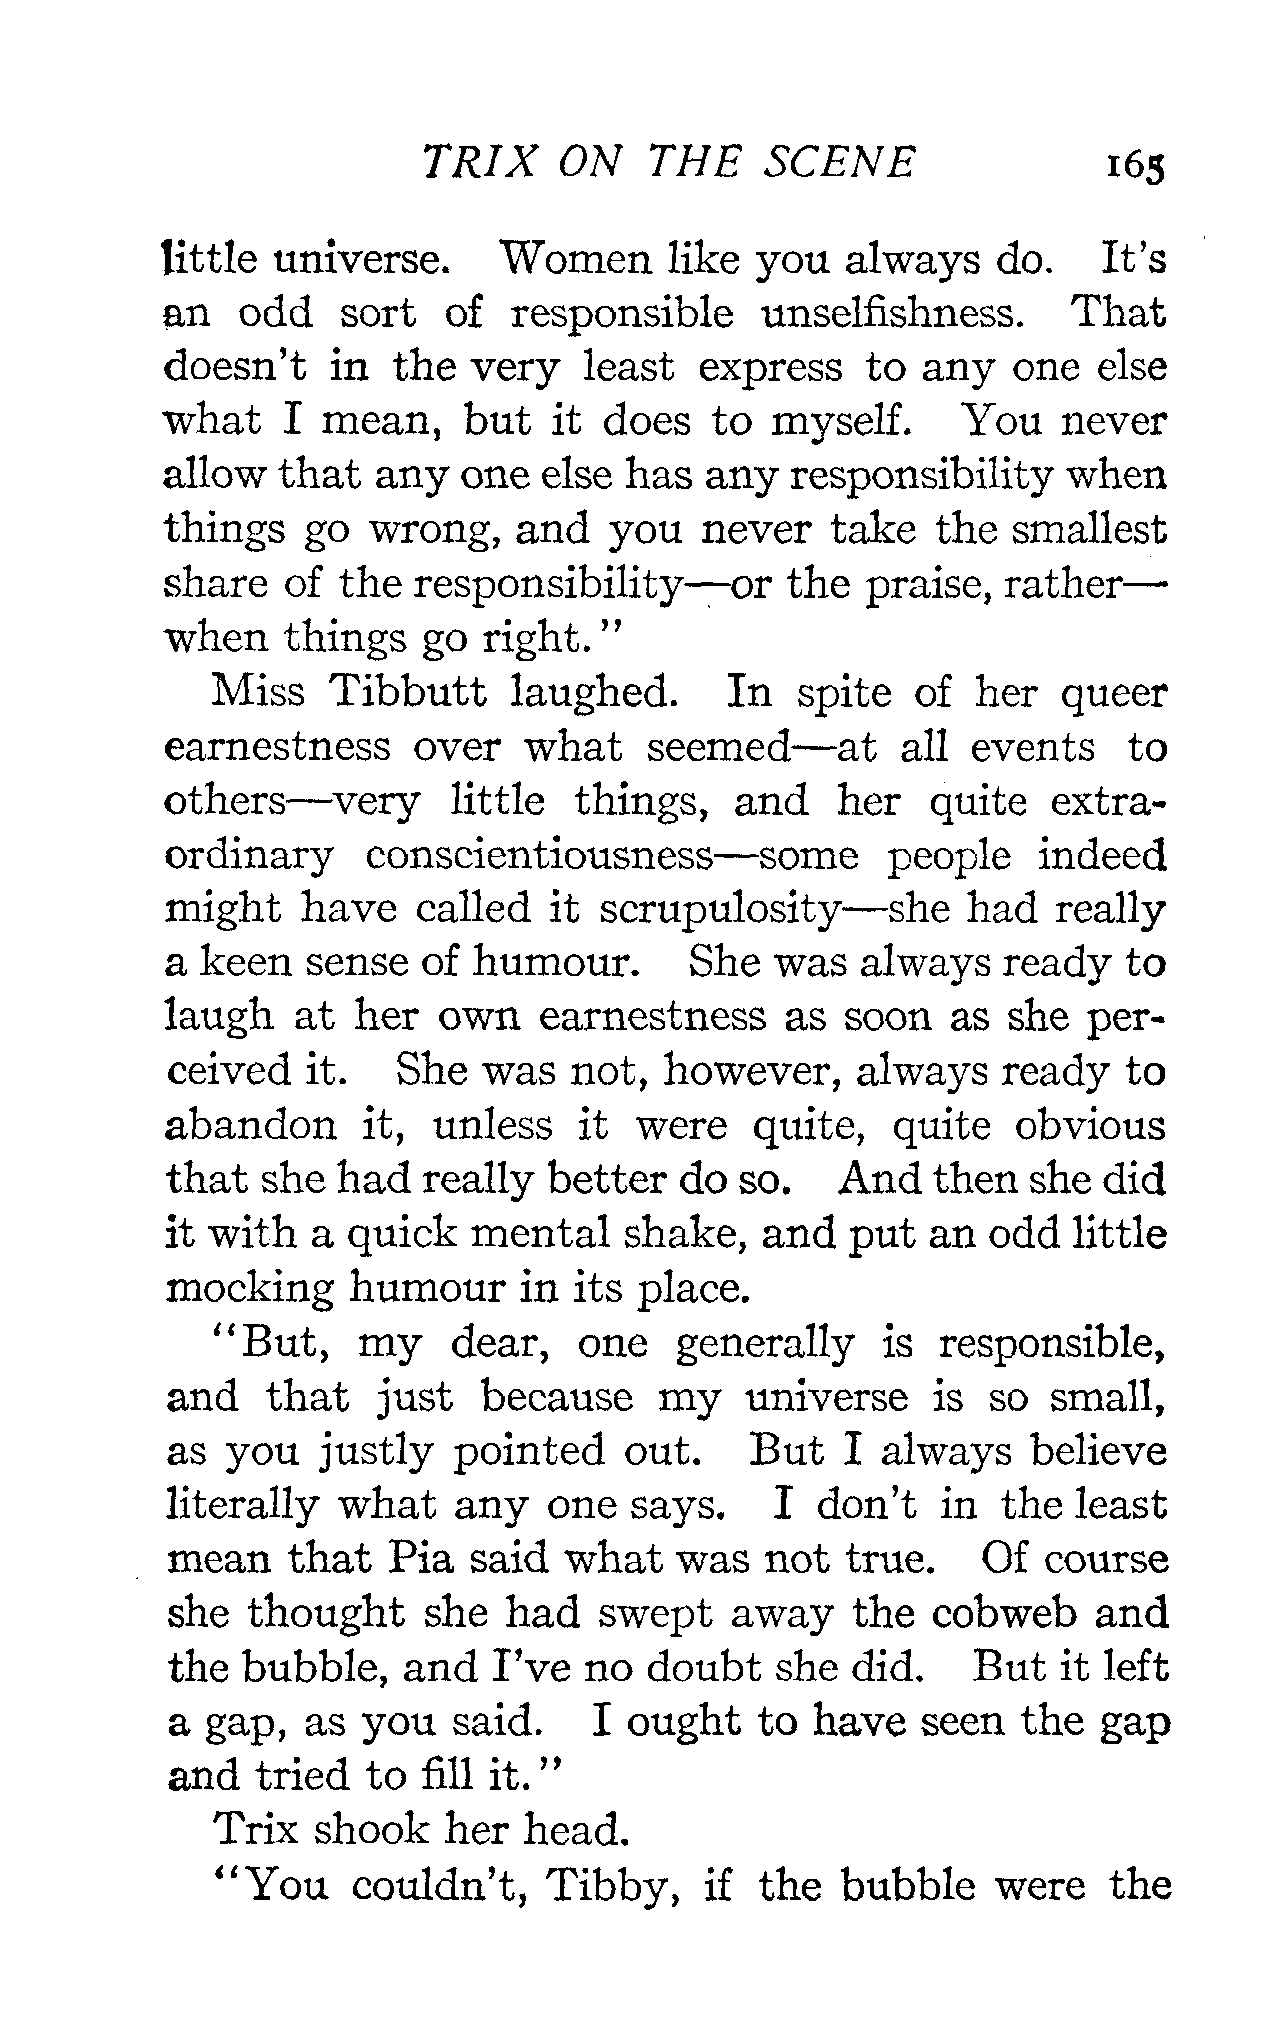 TRIX ON THE SCENE 165
little universe. Women like you always do. It's
an odd sort of responsible unselfishness. That
doesn't in the very least express to any one else
what I mean, but it does to myself. You never
allow that any one else has any responsibility when
things go wrong, and you never take the smallest
share of the responsibility—or the praise, rather—
when things go right."
Miss Tibbutt laughed. In spite of her queer
earnestness over what seemed—at all events to
others—very little things, and her quite extra-
ordinary conscientiousness—some people indeed
might have called it scrupulosity—she had really
a keen sense of humour. She was always ready to
laugh at her own earnestness as soon as she per-
ceived it. She was not, however, always ready to
abandon it, unless it were quite, quite obvious
that she had really better do so. And then she did
it with a quick mental shake, and put an odd little
mocking humour in its place.
"But, my dear, one generally is responsible,
and that just because my universe is so small,
as you justly pointed out. But I always believe
literally what any one says. I don't in the least
mean that Pia said what was not true. Of course
she thought she had swept away the cobweb and
the bubble, and I've no doubt she did. But it left
a gap, as you said. I ought to have seen the gap
and tried to fill it."
Trix shook her head.
"You couldn't, Tibby, if the bubble were the